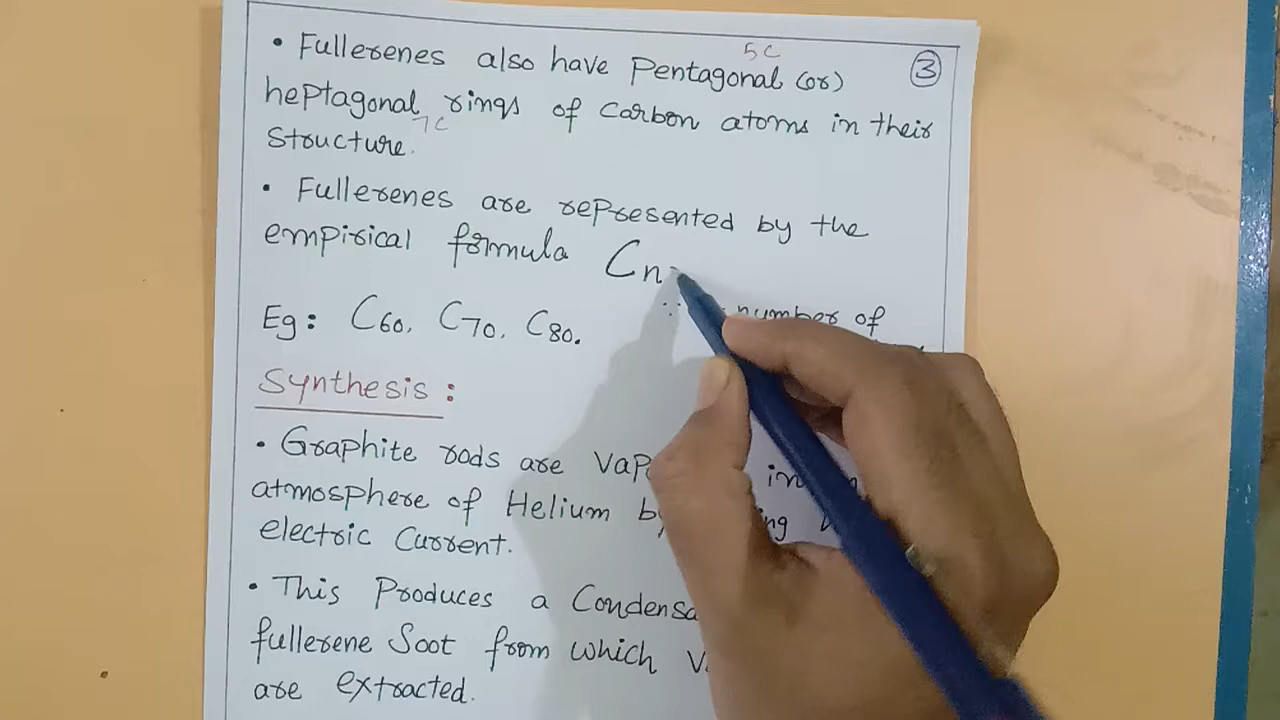 5C
• Fullerenes also have Pentagonal (or) 3
heptagonal rings of Carbon atoms in their
7C
Structure.
• Fullerenes are represented by the
empirical formula Cn
∵ number of
Eg: C60, C70, C80.
Synthesis :
• Graphite rods are in
atmosphere of Helium
electric Current.
• This Produces a
fullerene Soot from which
are extracted.